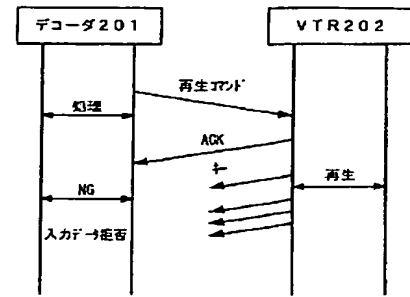 デコーダ201
VTR202
再生コマンド
処理
ACK
キー
再生
NG
入力データ拒否